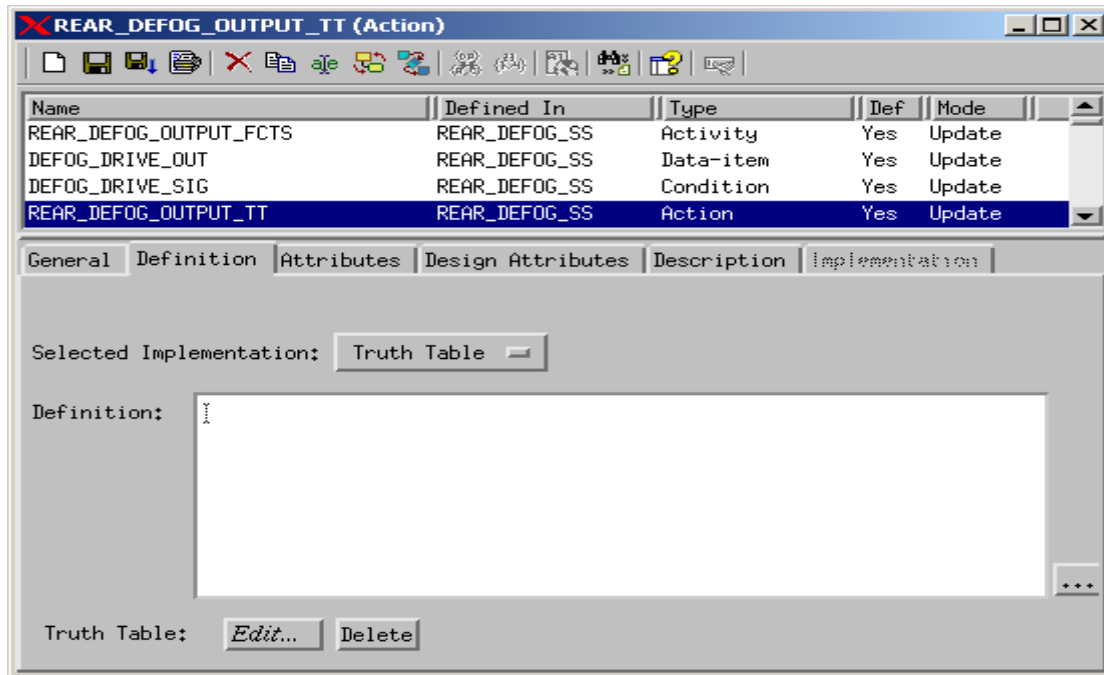 REAR_DEFOG_OUTPUT_TT (Action)
Name Defined In Type Def Mode
REAR_DEFOG_OUTPUT_FCTS REAR_DEFOG_SS Activity Yes Update
DEFOG_DRIVE_OUT REAR_DEFOG_SS Data-item Yes Update
DEFOG_DRIVE_SIG REAR_DEFOG_SS Condition Yes Update
REAR_DEFOG_OUTPUT_TT REAR_DEFOG_SS Action Yes Update
General Definition Attributes Design Attributes Description Implementation
Selected Implementation: Truth Table
Definition:
...
Truth Table: Edit... Delete